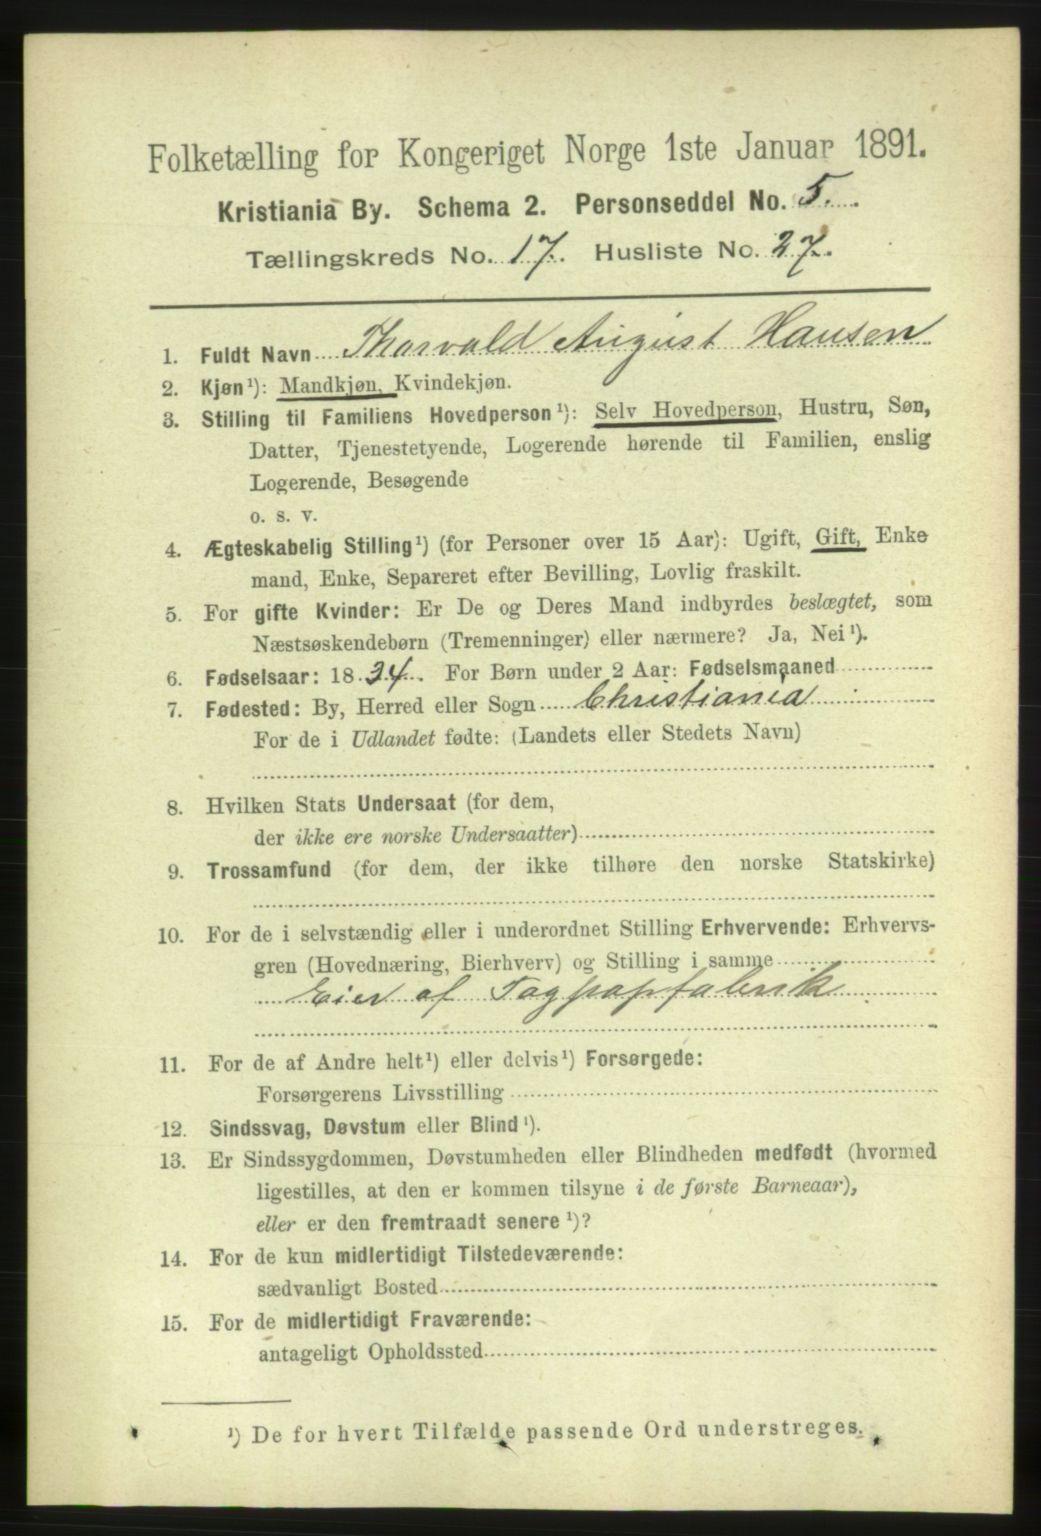 Folketælling for Kongeriget Norge 1ste Januar 1891.
Kristiania By. Schema 2. Personseddel No. 5.
Tællingskreds No. 17. Husliste No. 27.
1. Fuldt Navn Thorvald August Hansen
2. Kjøn¹): Mandkjøn, Kvindekjøn.
3. Stilling til Familiens Hovedperson¹): Selv Hovedperson, Hustru, Søn,
Datter, Tjenestetyende, Logerende hørende til Familien, enslig
Logerende, Besøgende
o. s. v.
4. Ægteskabelig Stilling¹) (for Personer over 15 Aar): Ugift, Gift, Enke
mand, Enke, Separeret efter Bevilling, Lovlig fraskilt.
5. For gifte Kvinder: Er De og Deres Mand indbyrdes beslægtet, som
Næstsøskendebørn (Tremenninger) eller nærmere? Ja, Nei¹).
6. Fødselsaar: 1834. For Børn under 2 Aar: Fødselsmaaned
7. Fødested: By, Herred eller Sogn Christiania
For de i Udlandet fødte: (Landets eller Stedets Navn)
8. Hvilken Stats Undersaat (for dem,
der ikke ere norske Undersaatter)
9. Trossamfund (for dem, der ikke tilhøre den norske Statskirke)
10. For de i selvstændig eller i underordnet Stilling Erhvervende: Erhvervs-
gren (Hovednæring, Bierhverv) og Stilling i samme
Eier af Tagpapfabrik
11. For de af Andre helt¹) eller delvis¹) Forsørgede:
Forsørgerens Livsstilling
12. Sindssvag, Døvstum eller Blind¹).
13. Er Sindssygdommen, Døvstumheden eller Blindheden medfødt (hvormed
ligestilles, at den er kommen tilsyne i de første Barneaar),
eller er den fremtraadt senere¹)?
14. For de kun midlertidigt Tilstedeværende:
sædvanligt Bosted
15. For de midlertidigt Fraværende:
antageligt Opholdssted
¹) De for hvert Tilfælde passende Ord understreges.